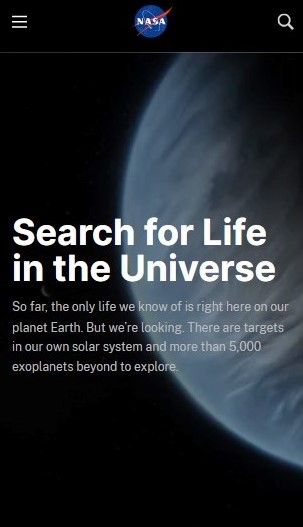 NASA
Search for Life
in the Universe
So far, the only life we know of is right here on our
planet Earth. But we're looking. There are targets
in our own solar system and more than 5,000
exoplanets beyond to explore.